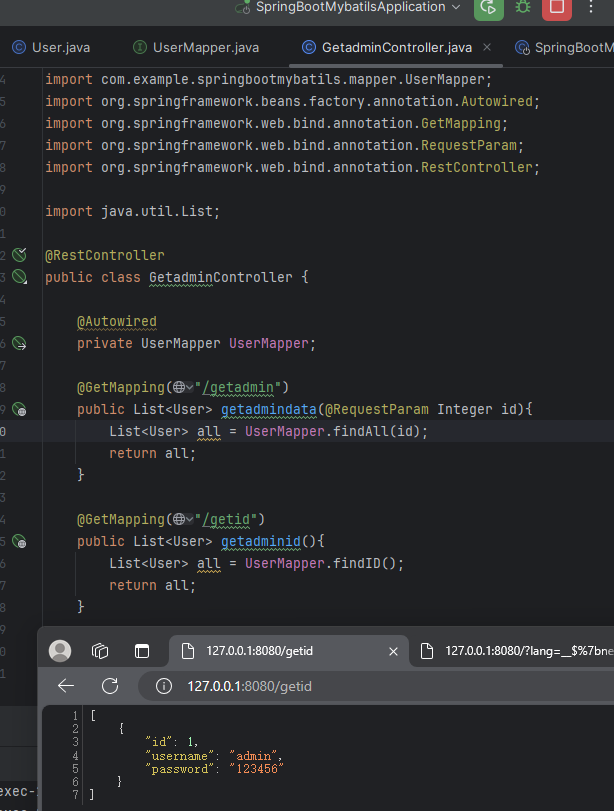 SpringBootMybatilsApplication
User.java
UserMapper.java
GetadminController.java
SpringBootM
4 import com.example.springbootmybatils.mapper.UserMapper;
5 import org.springframework.beans.factory.annotation.Autowired;
6 import org.springframework.web.bind.annotation.GetMapping;
7 import org.springframework.web.bind.annotation.RequestParam;
8 import org.springframework.web.bind.annotation.RestController;
9
0 import java.util.List;
1
2 @RestController
3 public class GetadminController {
4
5 @Autowired
6 private UserMapper UserMapper;
7
8 @GetMapping("/getadmin")
9 public List<User> getadmindata(@RequestParam Integer id){
0 List<User> all = UserMapper.findAll(id);
1 return all;
2 }
3
4 @GetMapping("/getid")
5 public List<User> getadminid(){
6 List<User> all = UserMapper.findID();
7 return all;
8 }
9
0
1
127.0.0.1:8080/getid
127.0.0.1:8080/?lang=__$%7bne
127.0.0.1:8080/getid
1 [
2 {
3 "id": 1,
4 "username": "admin",
5 "password": "123456"
6 }
7 ]
exec-
exec-